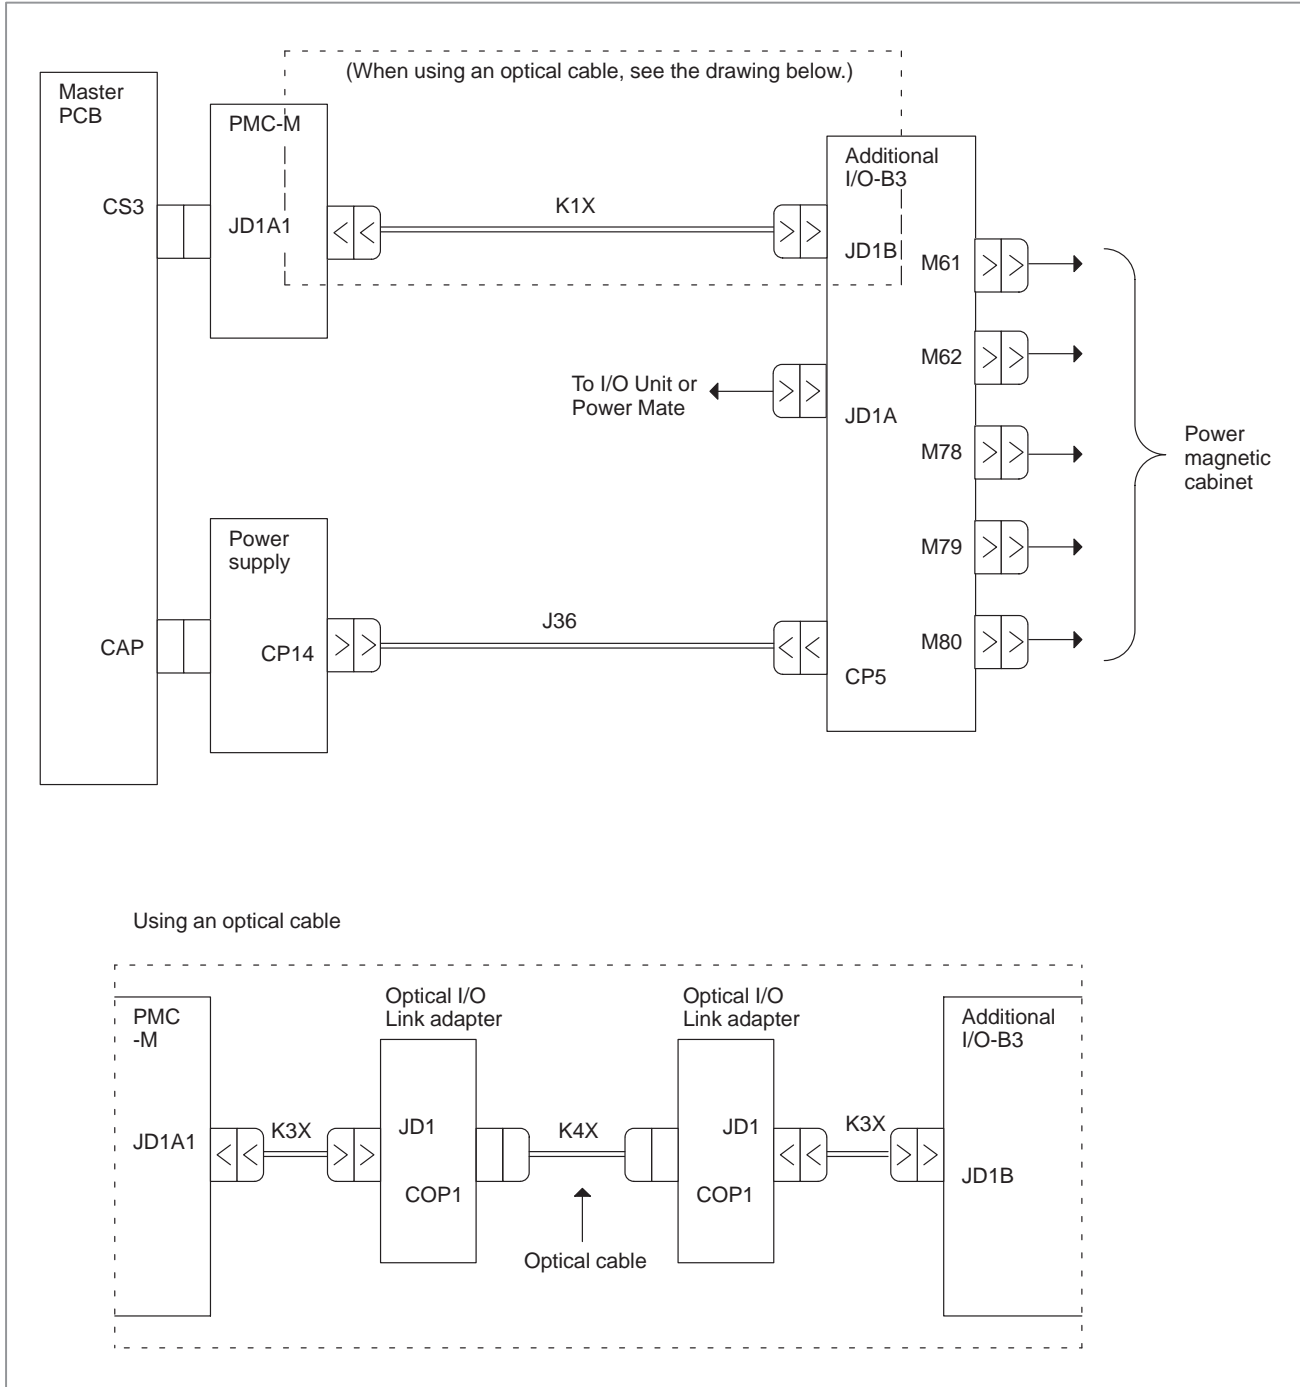 (When using an optical cable, see the drawing below.)
Master
PCB
PMC-M
Additional
I/O-B3
CS3
JD1A1
K1X
JD1B
M61
M62
To I/O Unit or
Power Mate
JD1A
M78
Power
magnetic
cabinet
Power
supply
M79
J36
CAP
CP14
M80
CP5
Using an optical cable
PMC
-M
Optical I/O
Link adapter
Optical I/O
Link adapter
Additional
I/O-B3
JD1A1
K3X
JD1
K4X
JD1
K3X
JD1B
COP1
COP1
Optical cable